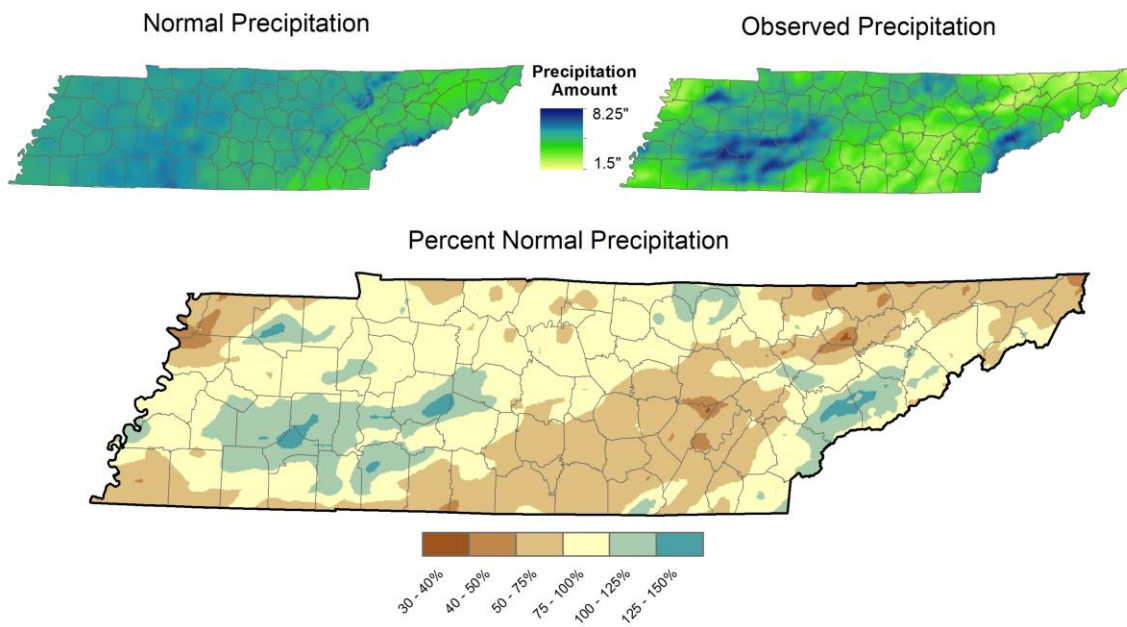 Normal Precipitation
Observed Precipitation
Precipitation
Amount
8.25"
1.5"
Percent Normal Precipitation
30 - 40%
40 - 50%
50 - 75%
75 - 100%
100 - 125%
125 - 150%